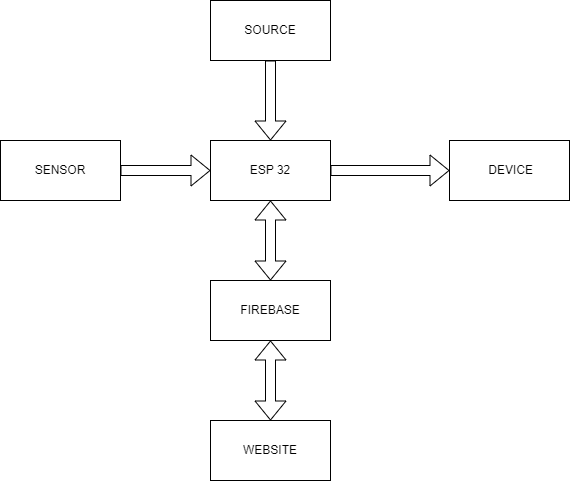 SOURCE
SENSOR
ESP 32
DEVICE
FIREBASE
WEBSITE